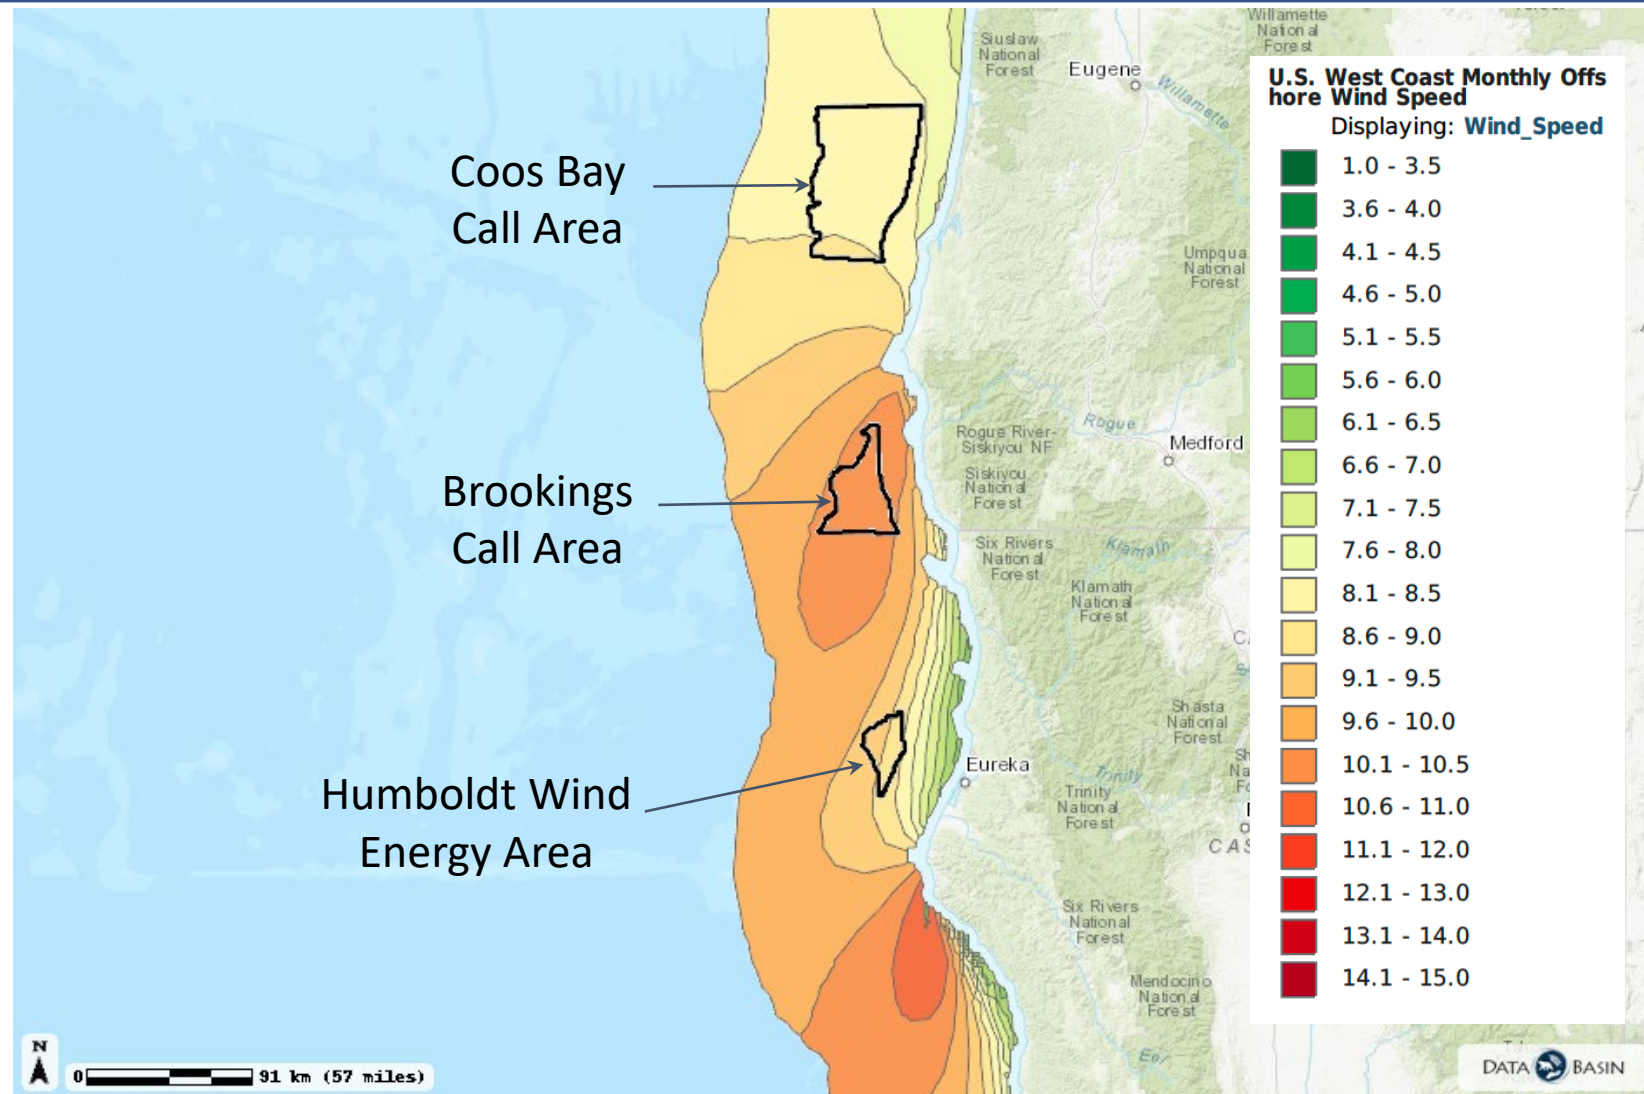 Willamette
National
Forest
Siuslaw
National
Forest
Eugene
Willamette
U.S. West Coast Monthly Offs
hore Wind Speed
Displaying: Wind_Speed
1.0 - 3.5
3.6 - 4.0
4.1 - 4.5
4.6 - 5.0
5.1 - 5.5
5.6 - 6.0
6.1 - 6.5
6.6 - 7.0
7.1 - 7.5
7.6 - 8.0
8.1 - 8.5
8.6 - 9.0
9.1 - 9.5
9.6 - 10.0
10.1 - 10.5
10.6 - 11.0
11.1 - 12.0
12.1 - 13.0
13.1 - 14.0
14.1 - 15.0
Coos Bay
Call Area
Umpqua
National
Forest
Rogue
Rogue River-
Siskiyou NF
Medford
Siskiyou
National
Forest
Brookings
Call Area
Six Rivers
National
Forest
Klamath
Klamath
National
Forest
Shasta
National
Forest
Eureka
Trinity
Trinity
National
Forest
Humboldt Wind
Energy Area
CAS
Six Rivers
National
Forest
Mendocino
National
Forest
Eel
N
0
91 km (57 miles)
DATA BASIN